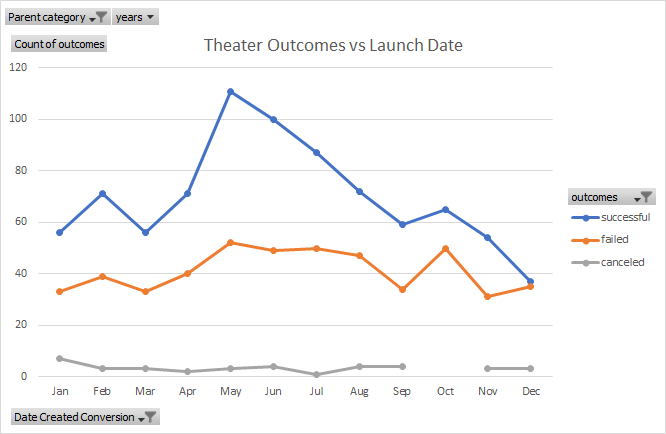 Parent category years
Count of outcomes
Theater Outcomes vs Launch Date
120
100
80
60
40
20
0
Jan Feb Mar Apr May Jun Jul Aug Sep Oct Nov Dec
outcomes
successful
failed
canceled
Date Created Conversion